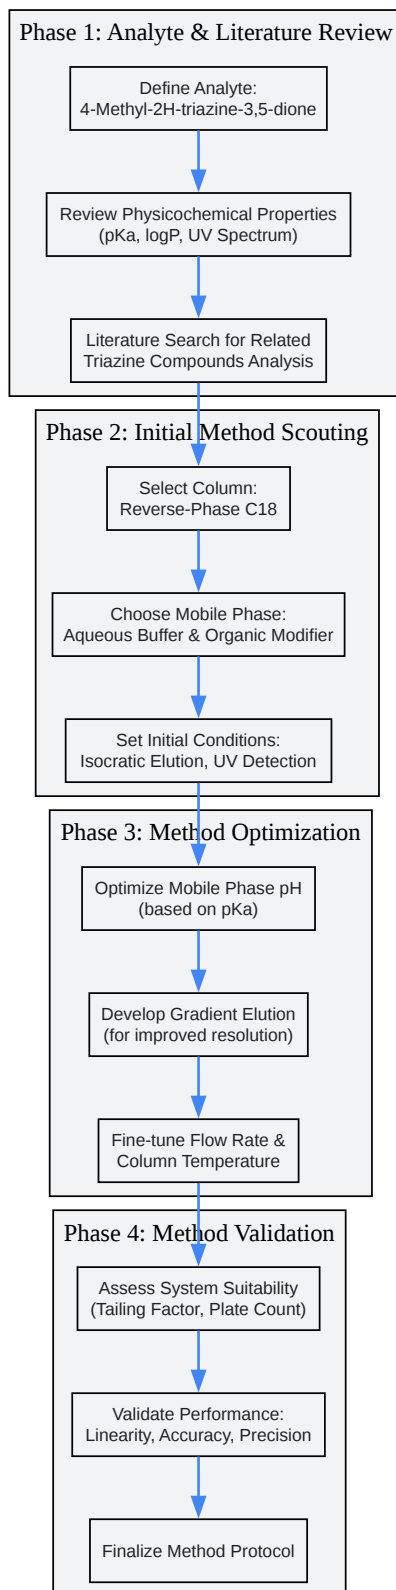 Phase 1: Analyte & Literature Review
Define Analyte:
4-Methyl-2H-triazine-3,5-dione
Review Physicochemical Properties
(pKa, logP, UV Spectrum)
Literature Search for Related
Triazine Compounds Analysis
Phase 2: Initial Method Scouting
Select Column:
Reverse-Phase C18
Choose Mobile Phase:
Aqueous Buffer & Organic Modifier
Set Initial Conditions:
Isocratic Elution, UV Detection
Phase 3: Method Optimization
Optimize Mobile Phase pH
(based on pKa)
Develop Gradient Elution
(for improved resolution)
Fine-tune Flow Rate &
Column Temperature
Phase 4: Method Validation
Assess System Suitability
(Tailing Factor, Plate Count)
Validate Performance:
Linearity, Accuracy, Precision
Finalize Method Protocol